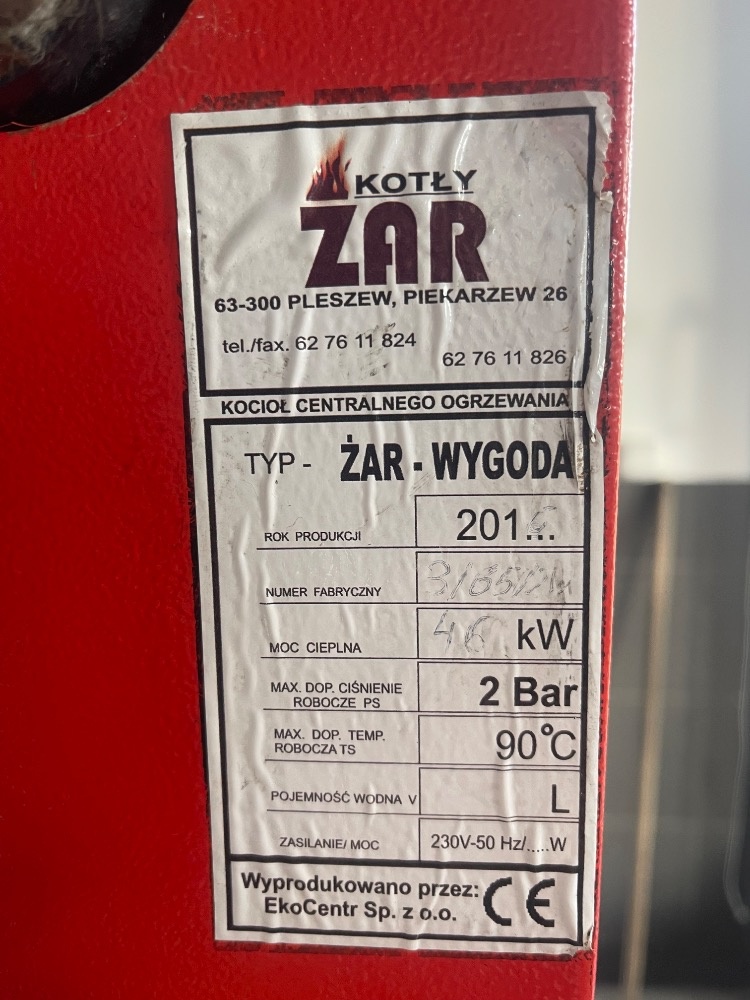 KOTŁY
ŻAR
63-300 PLESZEW, PIEKARZEW 26
tel./fax. 62 76 11 824
62 76 11 826
KOCIOŁ CENTRALNEGO OGRZEWANIA
TYP - ŻAR - WYGODA
ROK PRODUKCJI 201...
NUMER FABRYCZNY
MOC CIEPLNA 46 kW
MAX. DOP. CIŚNIENIE
ROBOCZE PS 2 Bar
MAX. DOP. TEMP.
ROBOCZA TS 90°C
POJEMNOŚĆ WODNA V L
ZASILANIE/ MOC 230V-50 Hz/.....W
Wyprodukowano przez:
EkoCentr Sp. z o.o. CE